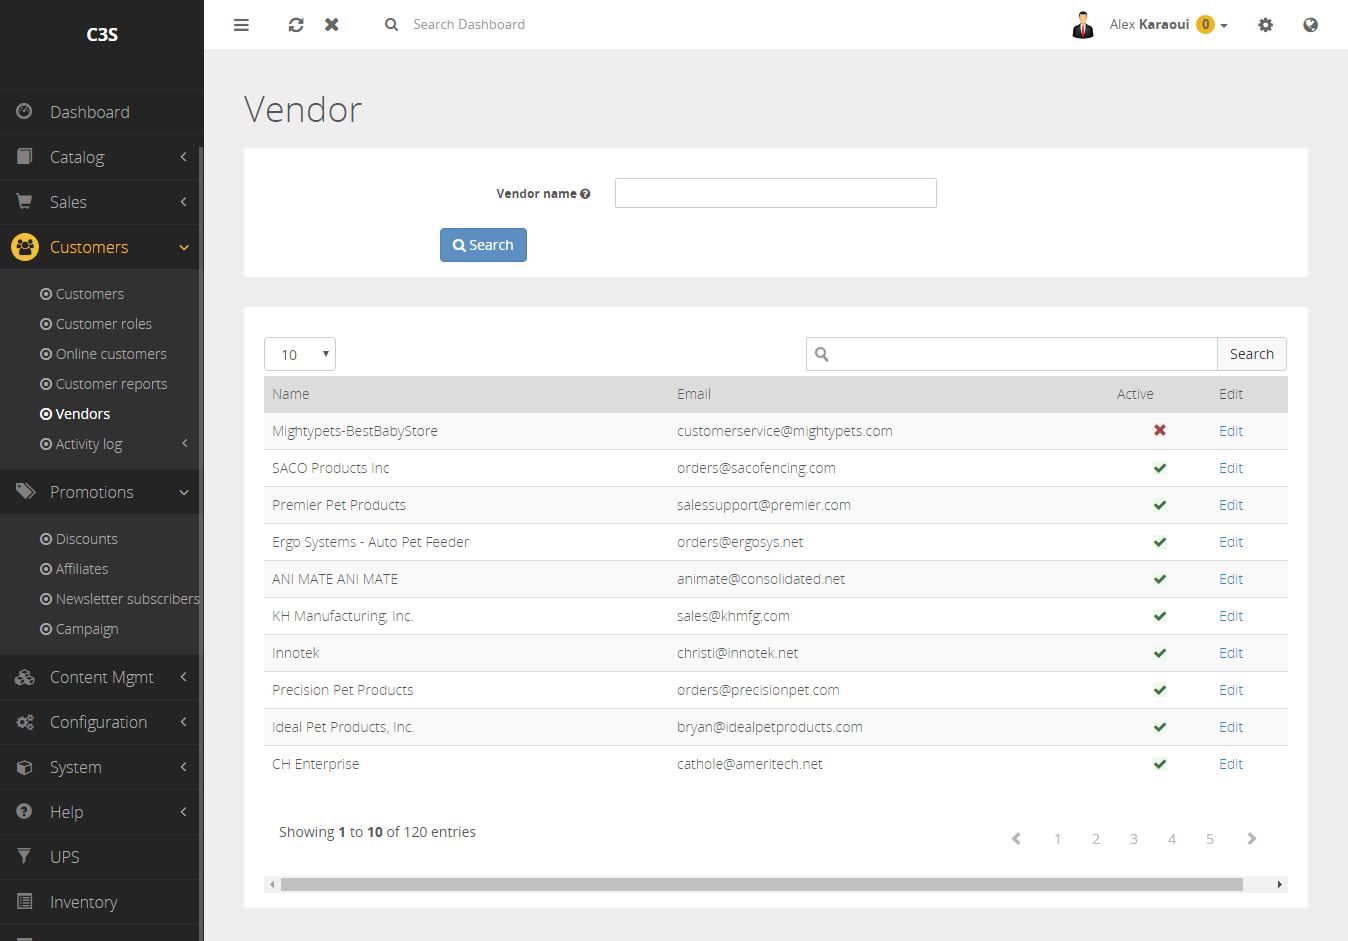 C3S
Search Dashboard
Alex Karaoui 0
Dashboard
Catalog
Sales
Customers
Customers
Customer roles
Online customers
Customer reports
Vendors
Activity log
Promotions
Discounts
Affiliates
Newsletter subscribers
Campaign
Content Mgmt
Configuration
System
Help
UPS
Inventory
Vendor
Vendor name
Search
10
Search
Name Email Active Edit
Mightypets-BestBabyStore customerservice@mightypets.com Edit
SACO Products Inc orders@sacofencing.com Edit
Premier Pet Products salessupport@premier.com Edit
Ergo Systems - Auto Pet Feeder orders@ergosys.net Edit
ANI MATE ANI MATE animate@consolidated.net Edit
KH Manufacturing, Inc. sales@khmfg.com Edit
Innotek christi@innotek.net Edit
Precision Pet Products orders@precisionpet.com Edit
Ideal Pet Products, Inc. bryan@idealpetproducts.com Edit
CH Enterprise cathole@ameritech.net Edit
Showing 1 to 10 of 120 entries
1 2 3 4 5